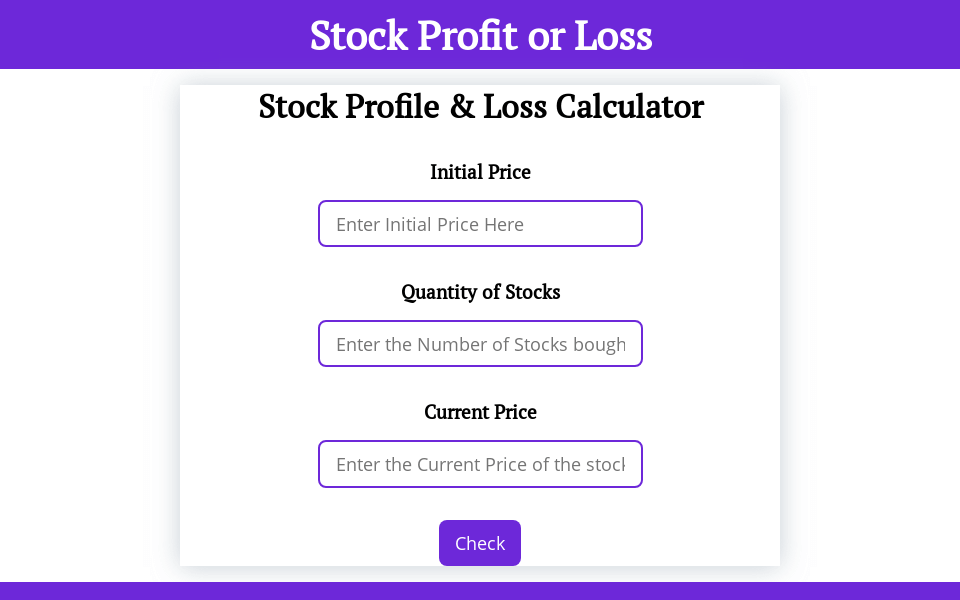 Stock Profit or Loss
Stock Profile & Loss Calculator
Initial Price
Enter Initial Price Here
Quantity of Stocks
Enter the Number of Stocks bough
Current Price
Enter the Current Price of the stock
Check